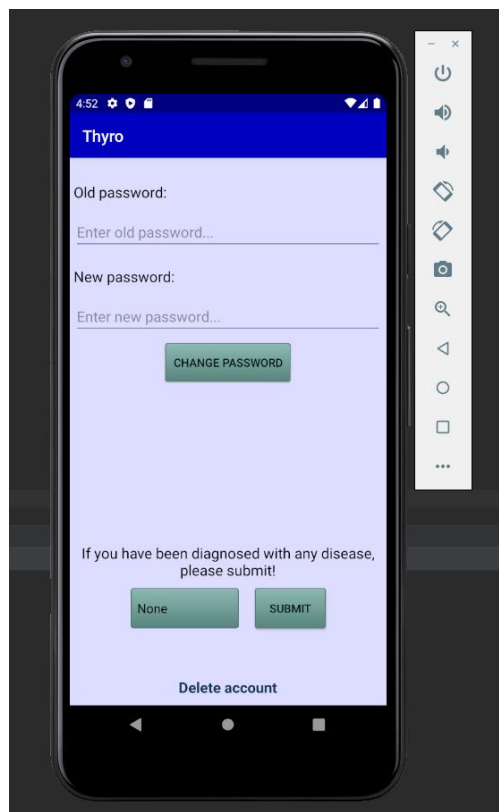 4:52
Thyro
Old password:
Enter old password...
New password:
Enter new password...
CHANGE PASSWORD
If you have been diagnosed with any disease,
please submit!
None
SUBMIT
Delete account